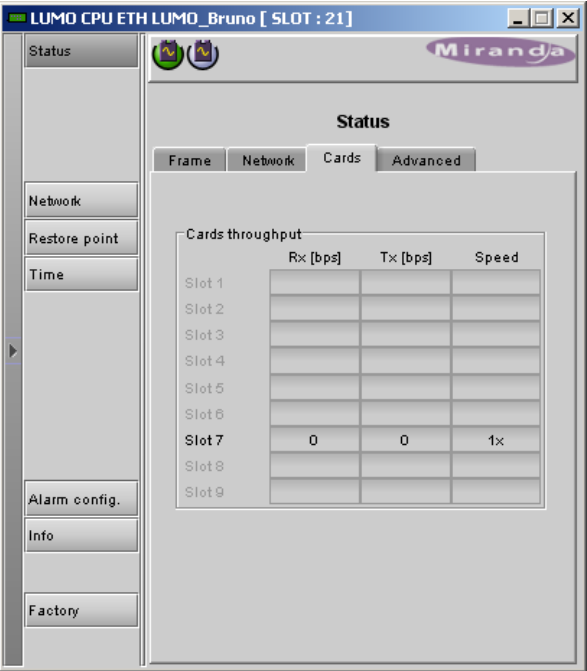 LUMO CPU ETH LUMO_Bruno [ SLOT : 21]
Status
Miranda
Status
Frame Network Cards Advanced
Network
Restore point
Time
Cards throughput
Rx [bps] Tx [bps] Speed
Slot 1
Slot 2
Slot 3
Slot 4
Slot 5
Slot 6
Slot 7 0 0 1x
Slot 8
Slot 9
Alarm config.
Info
Factory